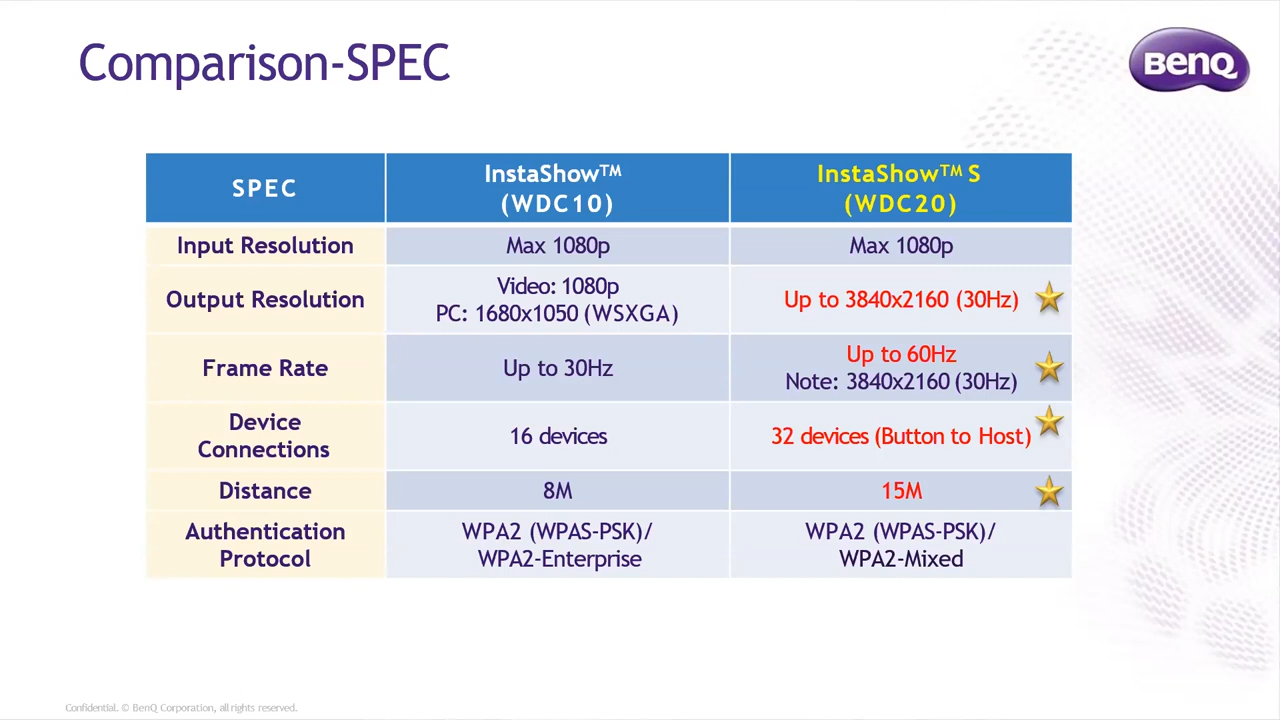 Comparison-SPEC
BenQ
SPEC
InstaShow™
(WDC10)
InstaShow™ S
(WDC20)
Input Resolution
Max 1080p
Max 1080p
Output Resolution
Video: 1080p
PC: 1680x1050 (WSXGA)
Up to 3840x2160 (30Hz)
Frame Rate
Up to 30Hz
Up to 60Hz
Note: 3840x2160 (30Hz)
Device
Connections
16 devices
32 devices (Button to Host)
Distance
8M
15M
Authentication
Protocol
WPA2 (WPAS-PSK)/
WPA2-Enterprise
WPA2 (WPAS-PSK)/
WPA2-Mixed
Confidential. © BenQ Corporation, all rights reserved.